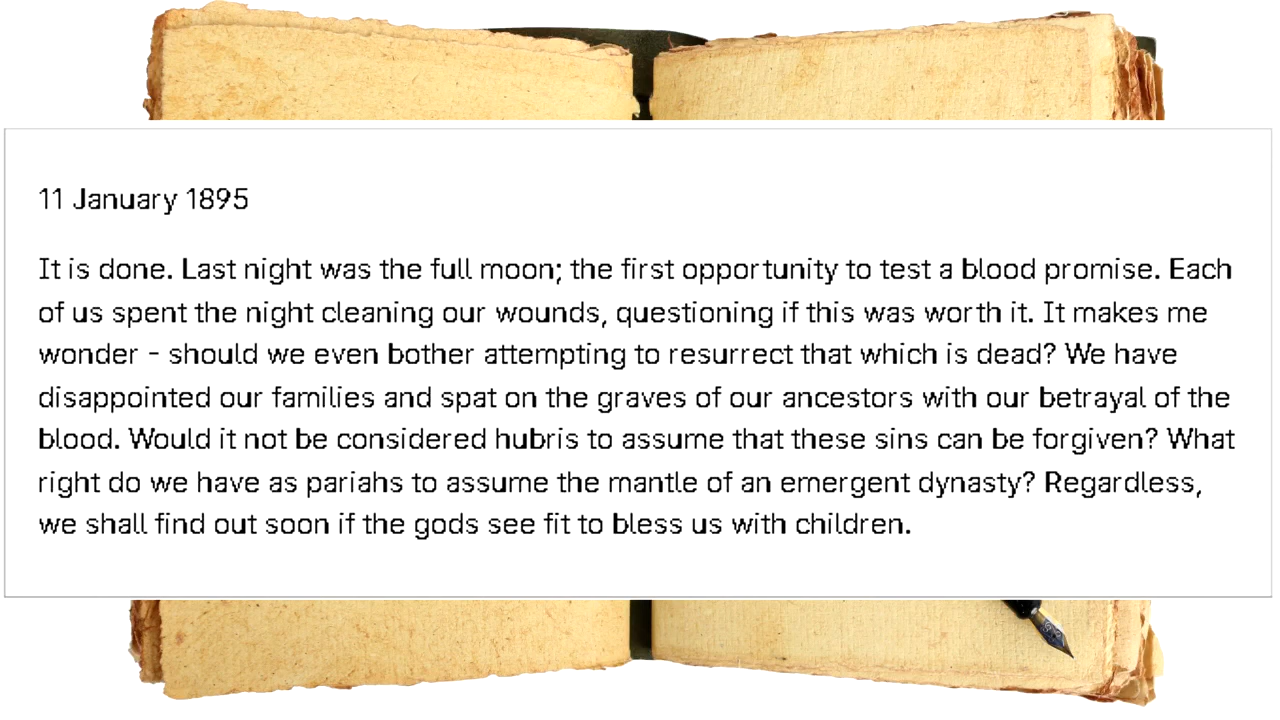 11 January 1895
It is done. Last night was the full moon; the first opportunity to test a blood promise. Each
of us spent the night cleaning our wounds, questioning if this was worth it. It makes me
wonder - should we even bother attempting to resurrect that which is dead? We have
disappointed our families and spat on the graves of our ancestors with our betrayal of the
blood. Would it not be considered hubris to assume that these sins can be forgiven? What
right do we have as pariahs to assume the mantle of an emergent dynasty? Regardless,
we shall find out soon if the gods see fit to bless us with children.